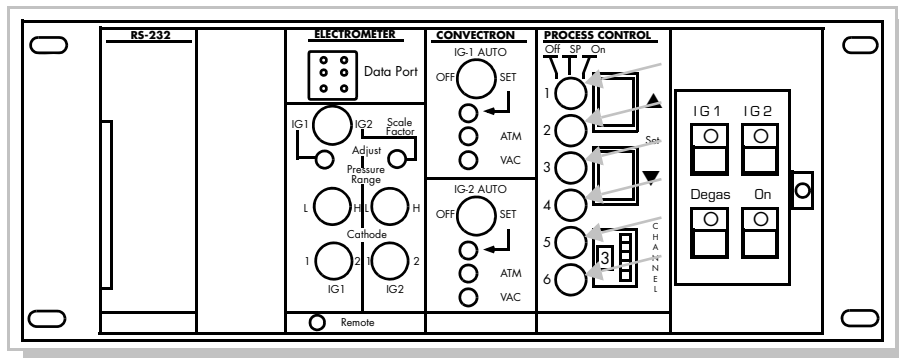 RS-232
ELECTROMETER
Data Port
IG1
IG2
Scale
Factor
Adjust
Pressure
Range
L
H
L
H
Cathode
1
2
1
2
IG1
IG2
Remote
CONVECTRON
IG-1 AUTO
OFF
SET
ATM
VAC
IG-2 AUTO
OFF
SET
ATM
VAC
PROCESS CONTROL
Off SP On
1
2
3
4
5
6
Set
3
CHANNEL
IG1 IG2
Degas On